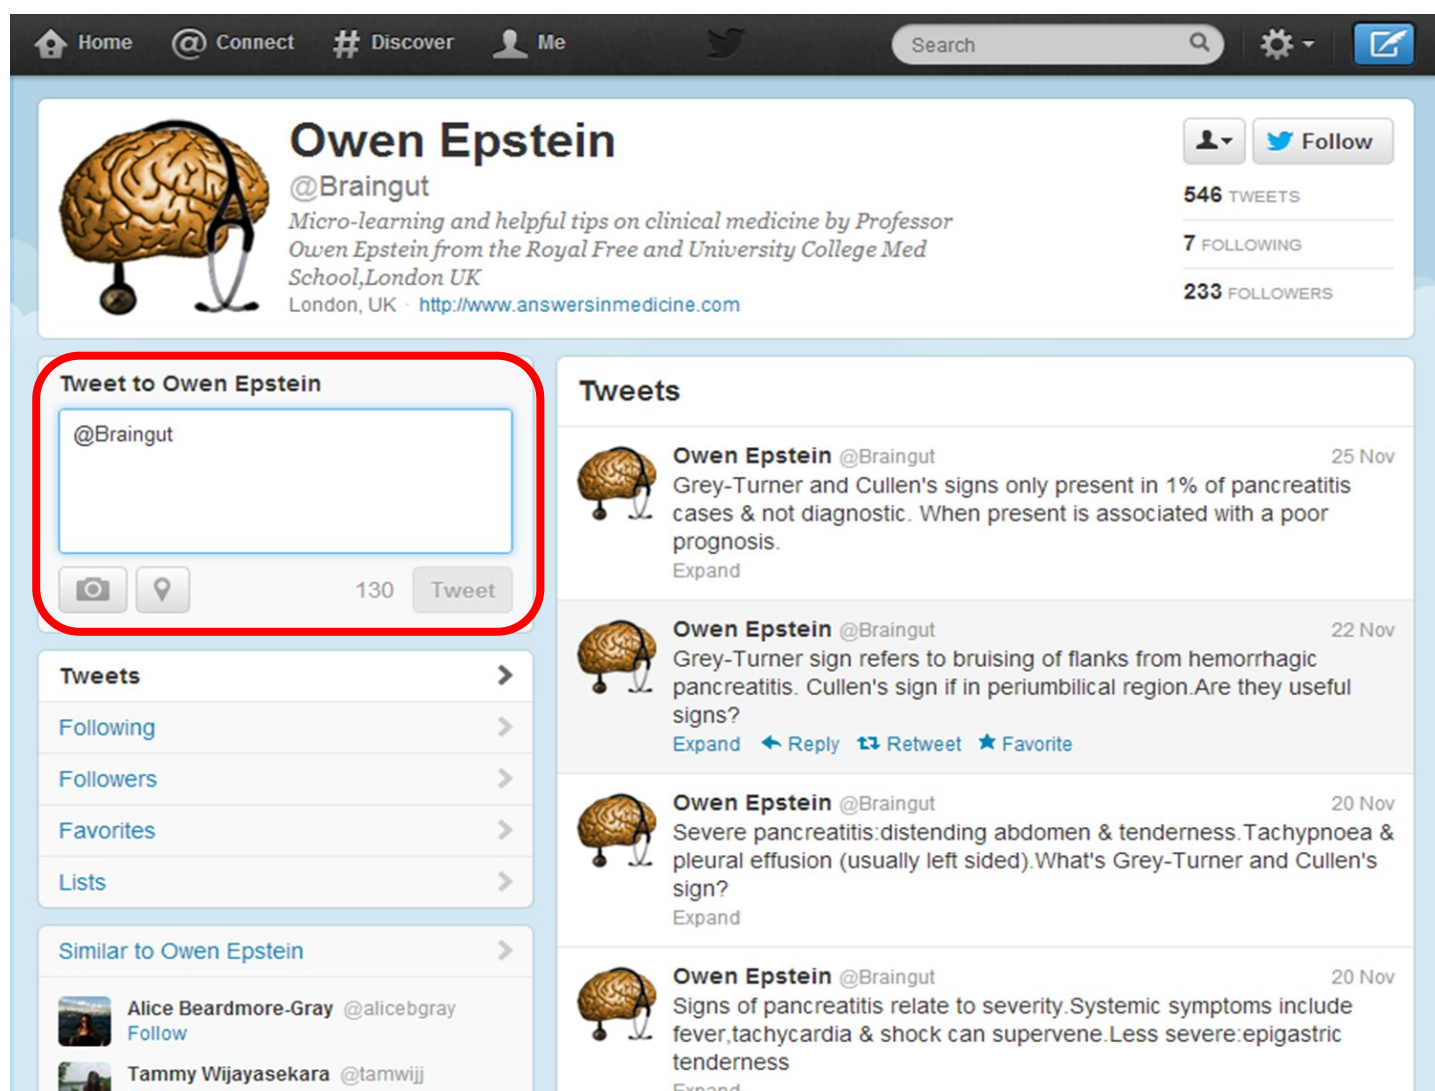 Home @ Connect # Discover Me Search
Owen Epstein
@Braingut
Micro-learning and helpful tips on clinical medicine by Professor
Owen Epstein from the Royal Free and University College Med
School,London UK
London, UK · http://www.answersinmedicine.com
Follow
546 TWEETS
7 FOLLOWING
233 FOLLOWERS
Tweet to Owen Epstein
@Braingut
130 Tweet
Tweets
Following
Followers
Favorites
Lists
Similar to Owen Epstein
Alice Beardmore-Gray @alicebgray
Follow
Tammy Wijayasekara @tamwijj
Tweets
Owen Epstein @Braingut 25 Nov
Grey-Turner and Cullen's signs only present in 1% of pancreatitis
cases & not diagnostic. When present is associated with a poor
prognosis.
Expand
Owen Epstein @Braingut 22 Nov
Grey-Turner sign refers to bruising of flanks from hemorrhagic
pancreatitis. Cullen's sign if in periumbilical region.Are they useful
signs?
Expand Reply Retweet Favorite
Owen Epstein @Braingut 20 Nov
Severe pancreatitis:distending abdomen & tenderness.Tachypnoea &
pleural effusion (usually left sided).What's Grey-Turner and Cullen's
sign?
Expand
Owen Epstein @Braingut 20 Nov
Signs of pancreatitis relate to severity.Systemic symptoms include
fever,tachycardia & shock can supervene.Less severe:epigastric
tenderness
Expand